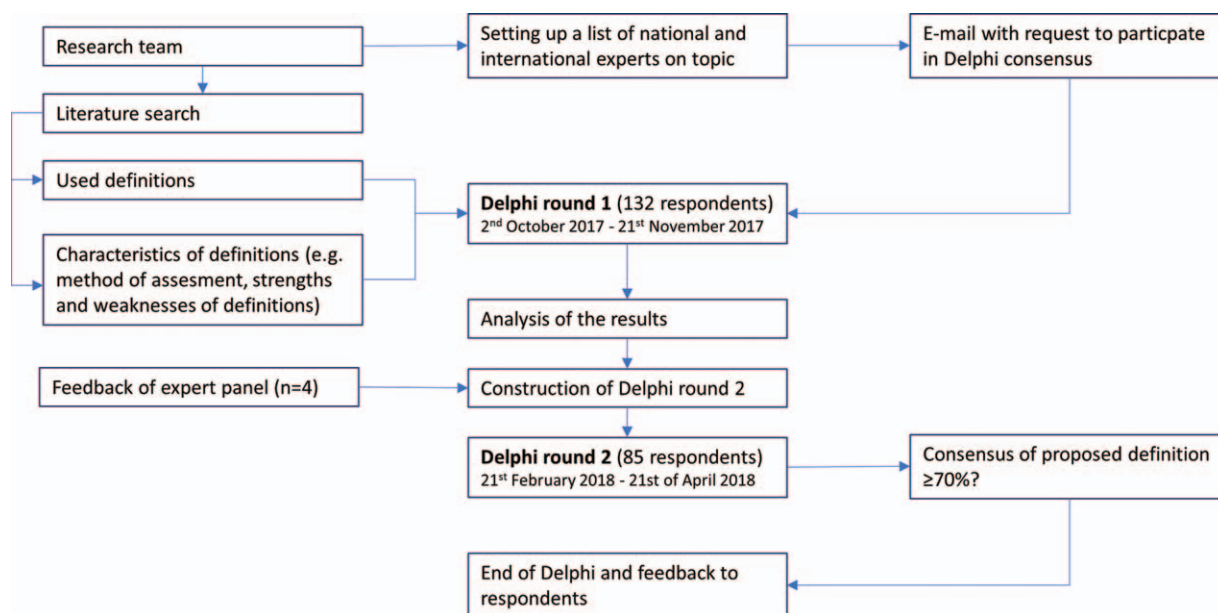 Research team
Setting up a list of national and
international experts on topic
E-mail with request to particpate
in Delphi consensus
Literature search
Used definitions
Characteristics of definitions (e.g.
method of assesment, strengths
and weaknesses of definitions)
Delphi round 1 (132 respondents)
2nd October 2017 - 21st November 2017
Analysis of the results
Feedback of expert panel (n=4)
Construction of Delphi round 2
Delphi round 2 (85 respondents)
21st February 2018 - 21st of April 2018
Consensus of proposed definition
≥70%?
End of Delphi and feedback to
respondents